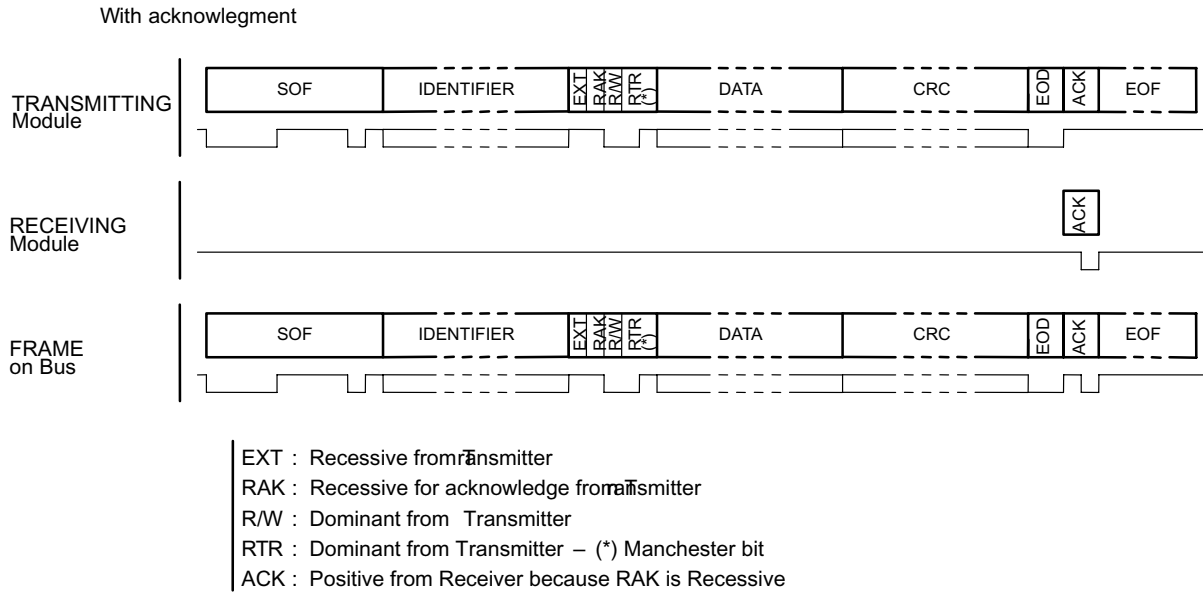 With acknowlegment
SOF IDENTIFIER EXT RAK R/W RTR (*) DATA CRC EOD ACK EOF
TRANSMITTING
Module
ACK
RECEIVING
Module
SOF IDENTIFIER EXT RAK R/W RTR (*) DATA CRC EOD ACK EOF
FRAME
on Bus
EXT : Recessive from Transmitter
RAK : Recessive for acknowledge from Transmitter
R/W : Dominant from Transmitter
RTR : Dominant from Transmitter – (*) Manchester bit
ACK : Positive from Receiver because RAK is Recessive